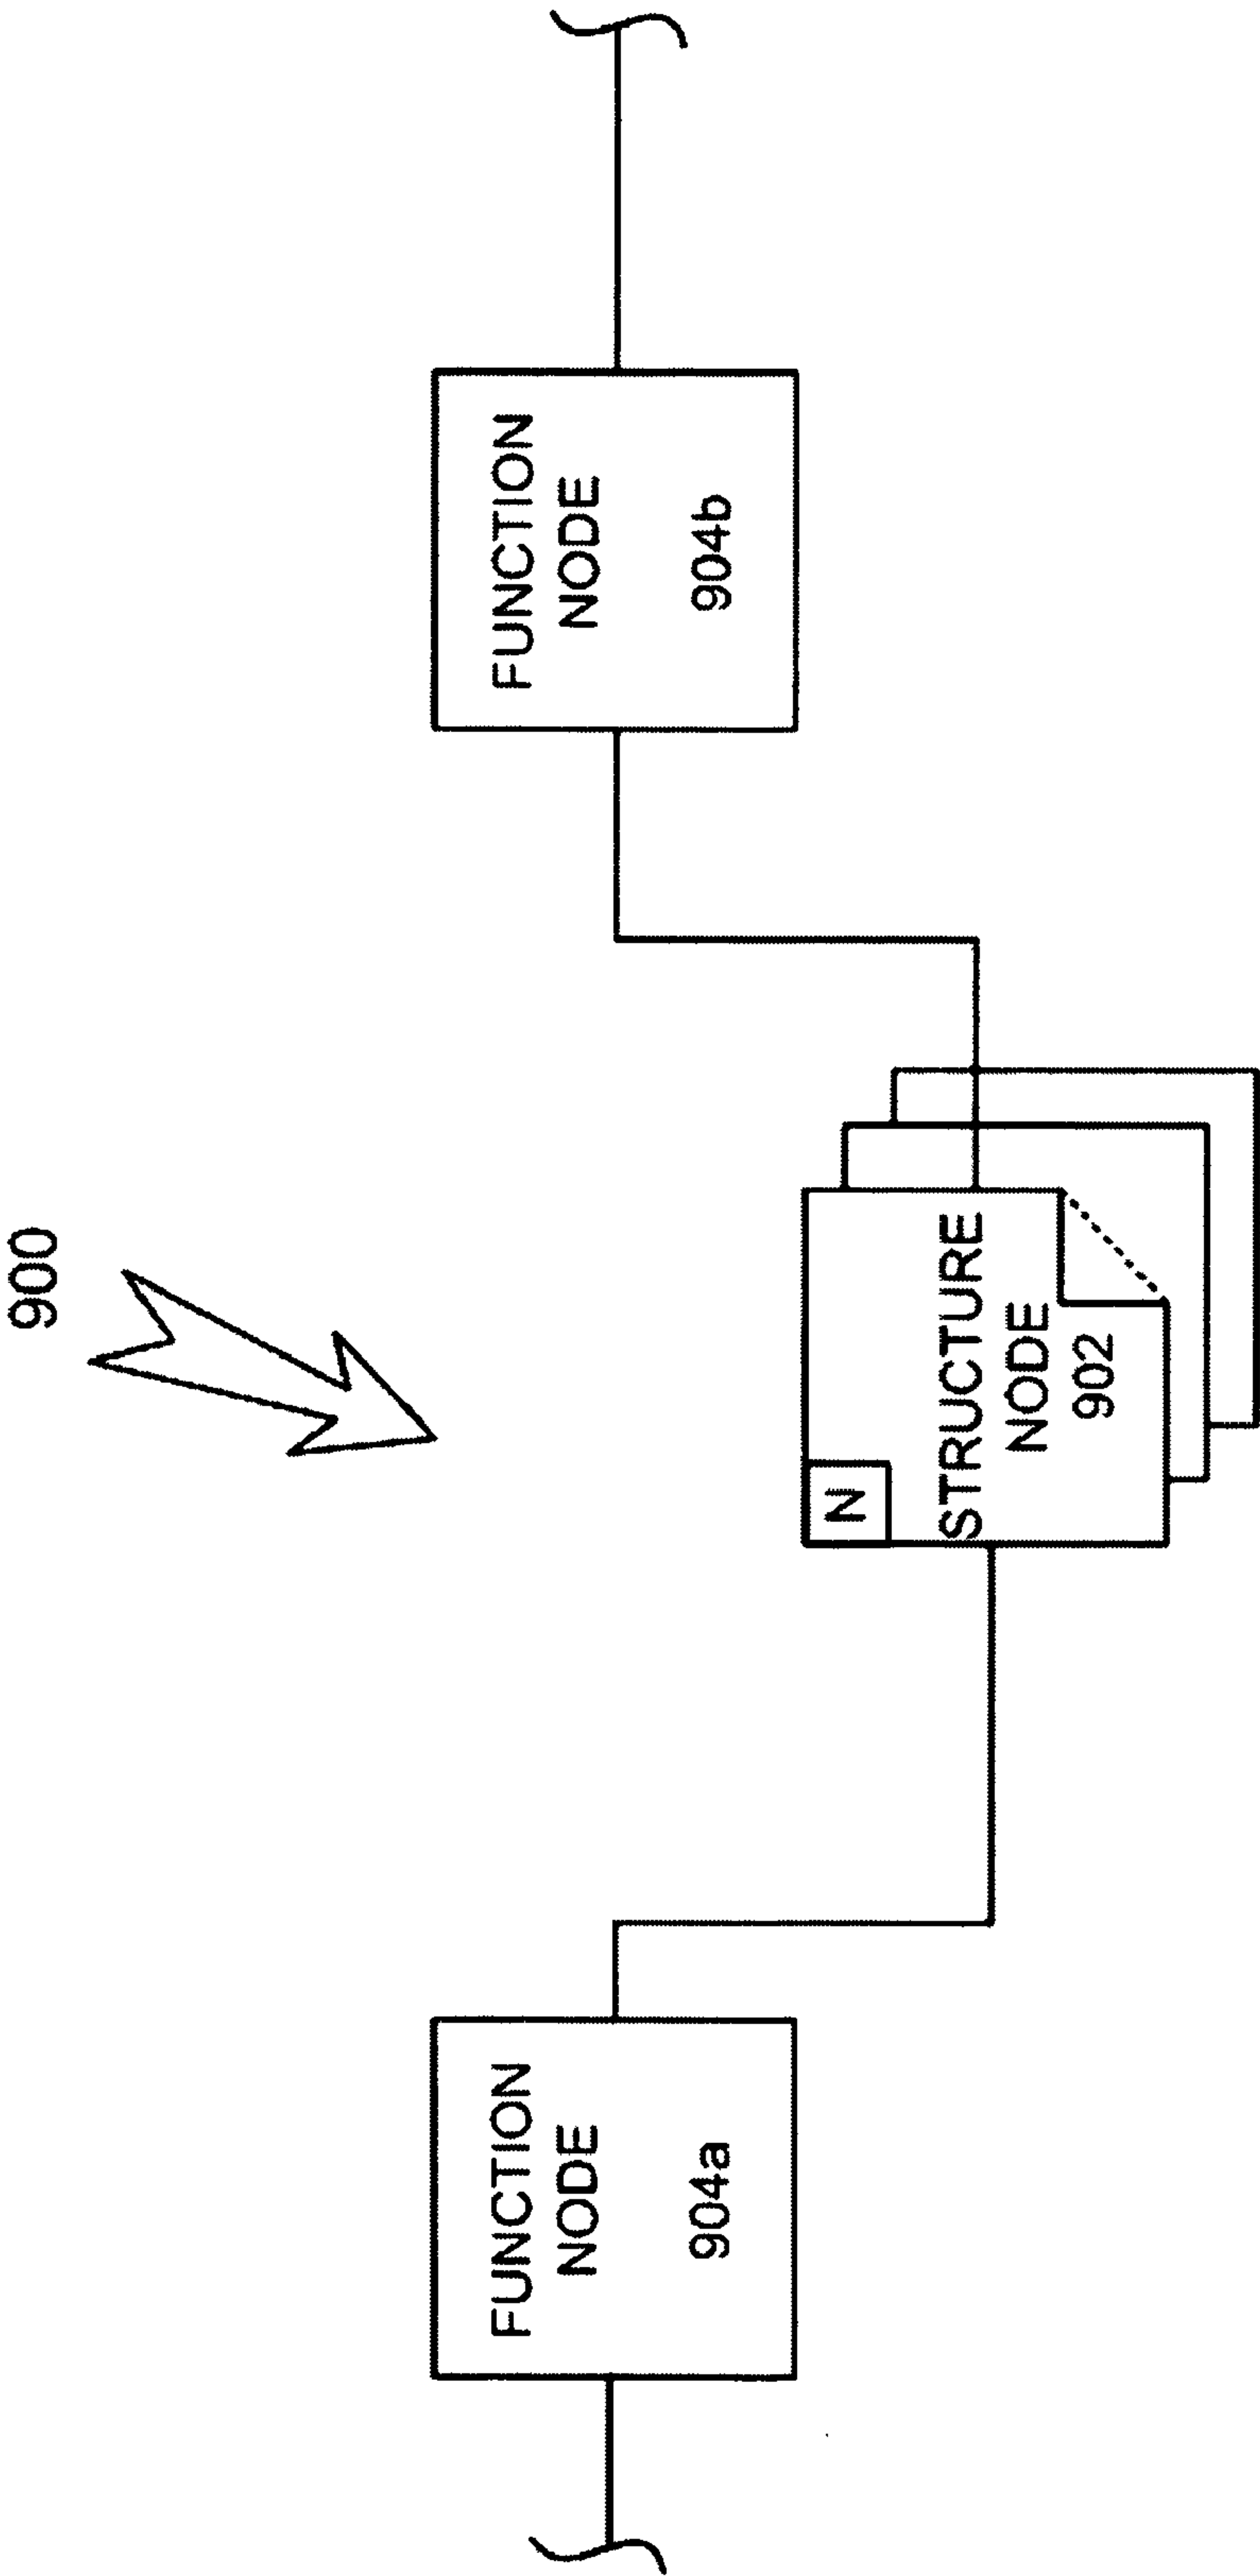 900
FUNCTION
NODE
904a
FUNCTION
NODE
904b
N
STRUCTURE
NODE
902